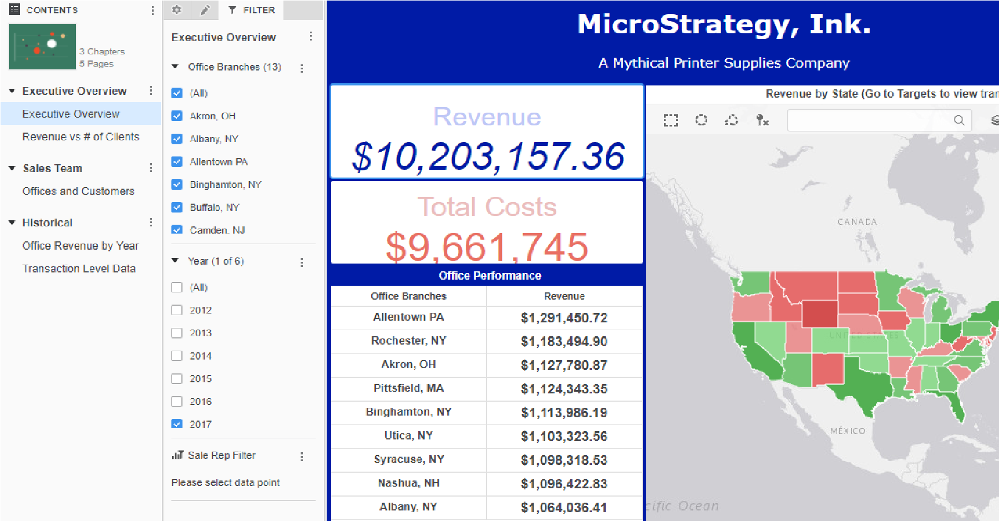 CONTENTS
3 Chapters
5 Pages
Executive Overview
Executive Overview
Revenue vs # of Clients
Sales Team
Offices and Customers
Historical
Office Revenue by Year
Transaction Level Data
FILTER
Executive Overview
Office Branches (13)
(All)
Akron, OH
Albany, NY
Allentown PA
Binghamton, NY
Buffalo, NY
Camden, NJ
Year (1 of 6)
(All)
2012
2013
2014
2015
2016
2017
Sale Rep Filter
Please select data point
MicroStrategy, Ink.
A Mythical Printer Supplies Company
Revenue
$10,203,157.36
Total Costs
$9,661,745
Office Performance
Office Branches Revenue
Allentown PA $1,291,450.72
Rochester, NY $1,183,494.90
Akron, OH $1,127,780.87
Pittsfield, MA $1,124,343.35
Binghamton, NY $1,113,986.19
Utica, NY $1,103,323.56
Syracuse, NY $1,098,318.53
Nashua, NH $1,096,422.83
Albany, NY $1,064,036.41
Revenue by State (Go to Targets to view tran
CANADA
UNITED STATES
MÉXICO
cific Ocean